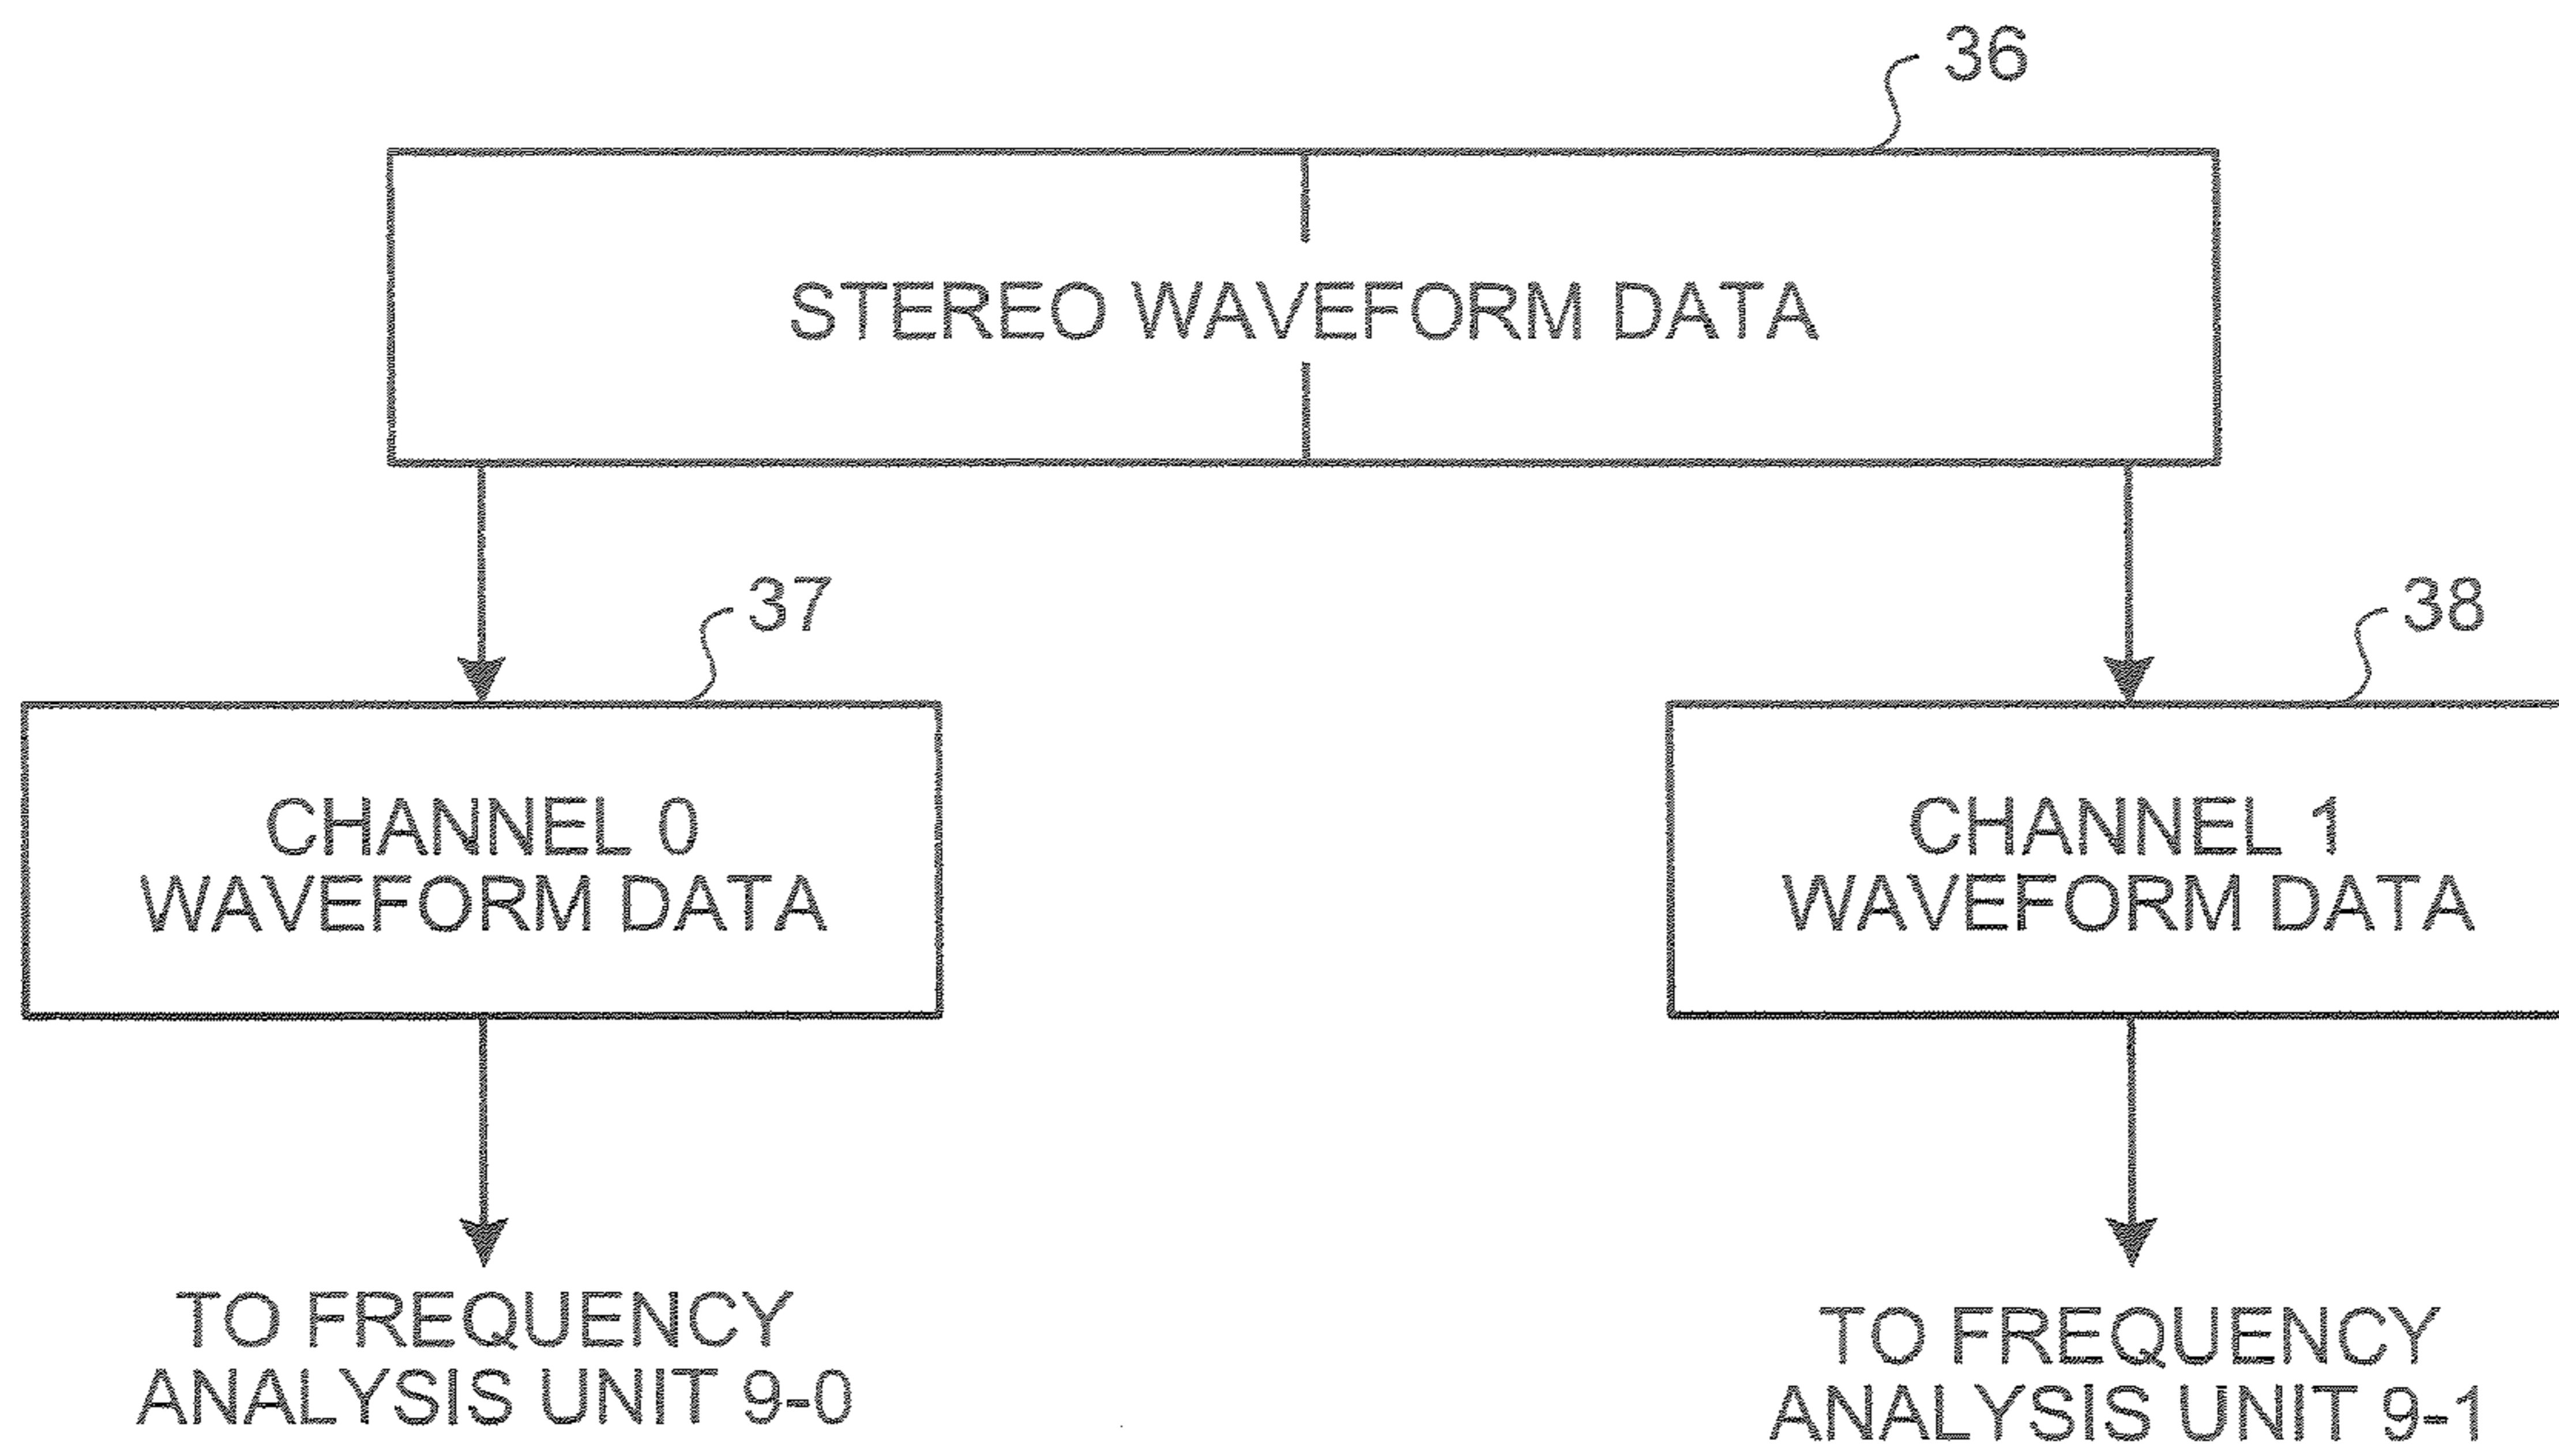 36
STEREO WAVEFORM DATA
37
38
CHANNEL 0
WAVEFORM DATA
CHANNEL 1
WAVEFORM DATA
TO FREQUENCY
ANALYSIS UNIT 9-0
TO FREQUENCY
ANALYSIS UNIT 9-1